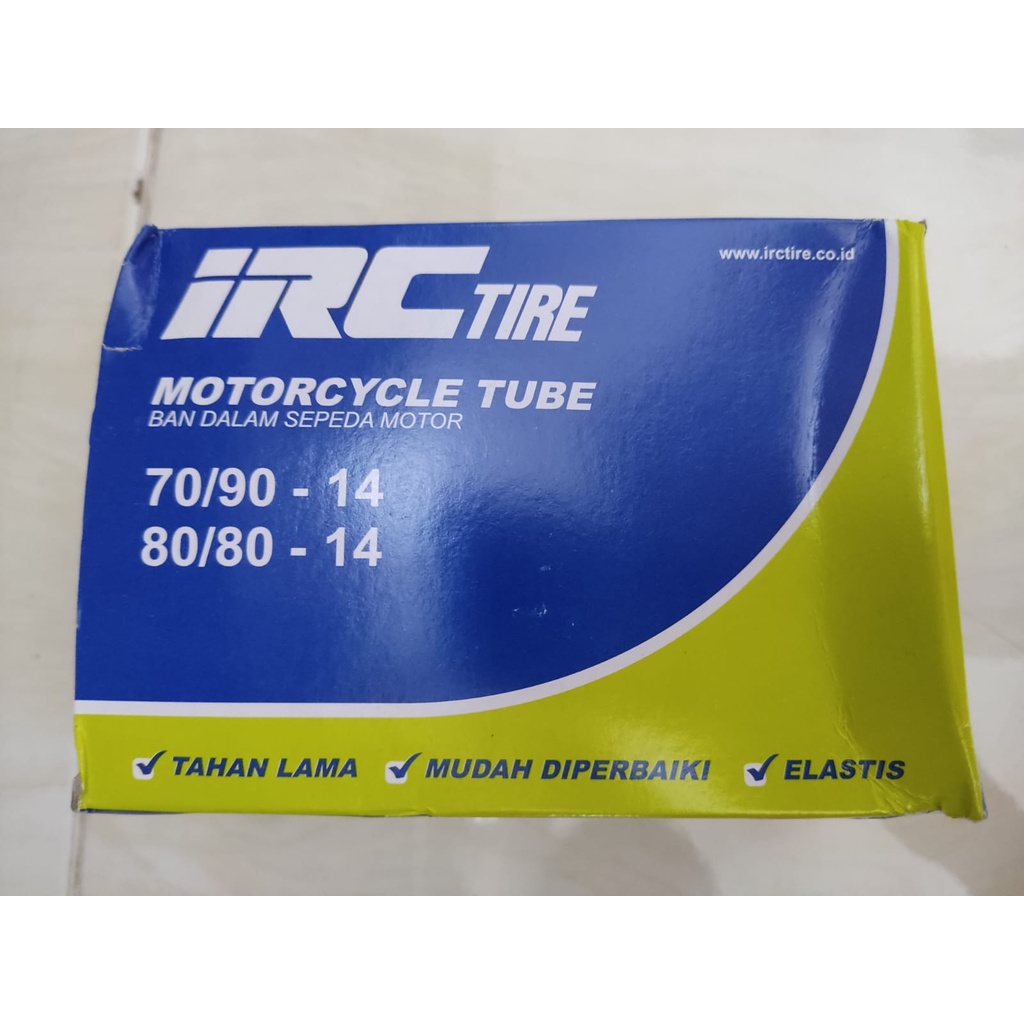 IRC TIRE
www.irctire.co.id
MOTORCYCLE TUBE
BAN DALAM SEPEDA MOTOR
70/90 - 14
80/80 - 14
TAHAN LAMA MUDAH DIPERBAIKI ELASTIS